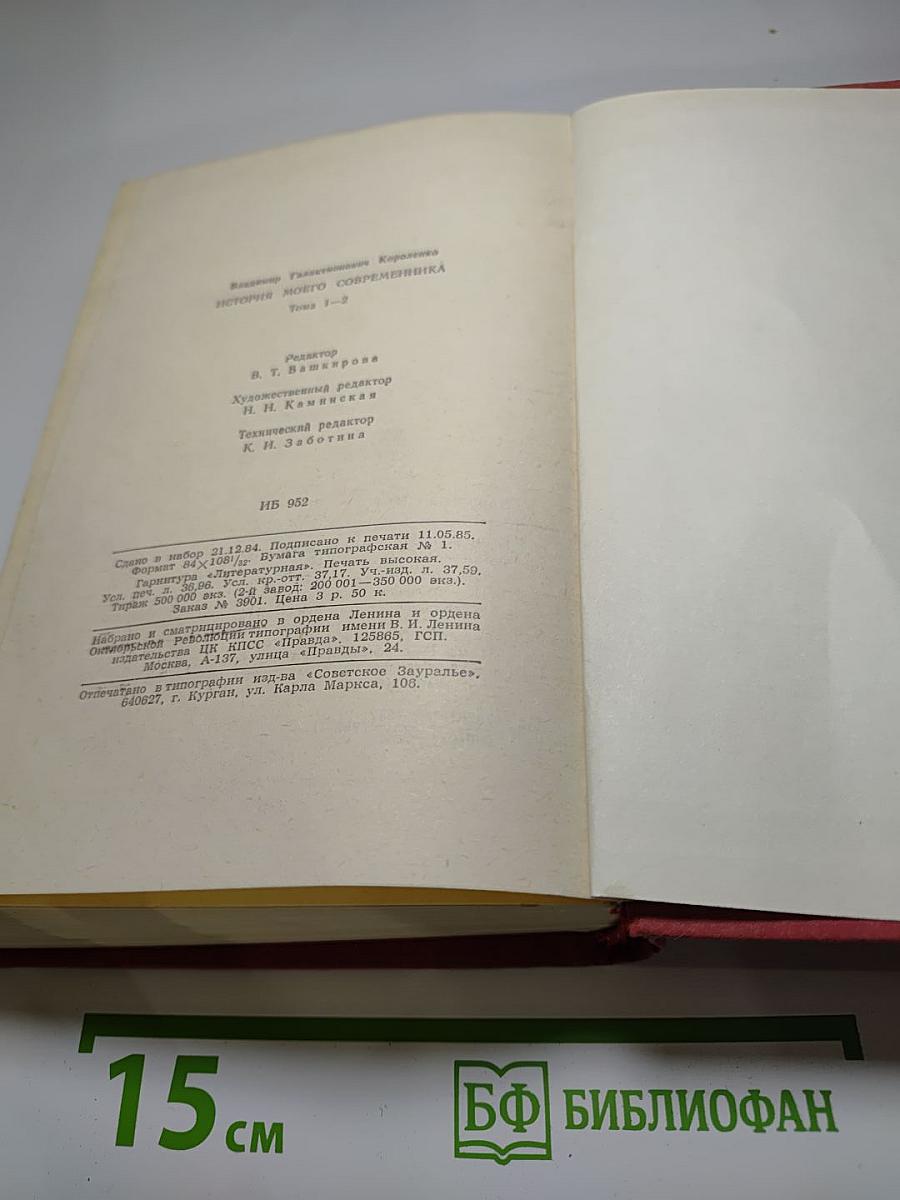 Владимир Галактионович Короленко
ИСТОРИЯ МОЕГО СОВРЕМЕННИКА
Тома 1—2
Редактор
В. Т. Башкирова
Художественный редактор
Н. Н. Каминская
Технический редактор
К. И. Заботина
ИБ 952
Сдано в набор 21.12.84. Подписано к печати 11.05.85.
Формат 84×108¹/₃₂. Бумага типографская № 1.
Гарнитура «Литературная». Печать высокая.
Усл. печ. л. 36,96. Усл. кр.-отт. 37,17. Уч.-изд. л. 37,59.
Тираж 500 000 экз. (2-й завод: 200 001—350 000 экз.).
Заказ № 3901. Цена 3 р. 50 к.
Набрано и сматрицировано в ордена Ленина и ордена
Октябрьской Революции типографии имени В. И. Ленина
издательства ЦК КПСС «Правда», 125865, ГСП.
Москва, А-137, улица «Правды», 24.
Отпечатано в типографии изд-ва «Советское Зауралье»,
640627, г. Курган, ул. Карла Маркса, 106.
15 см
БФ БИБЛИОФАН